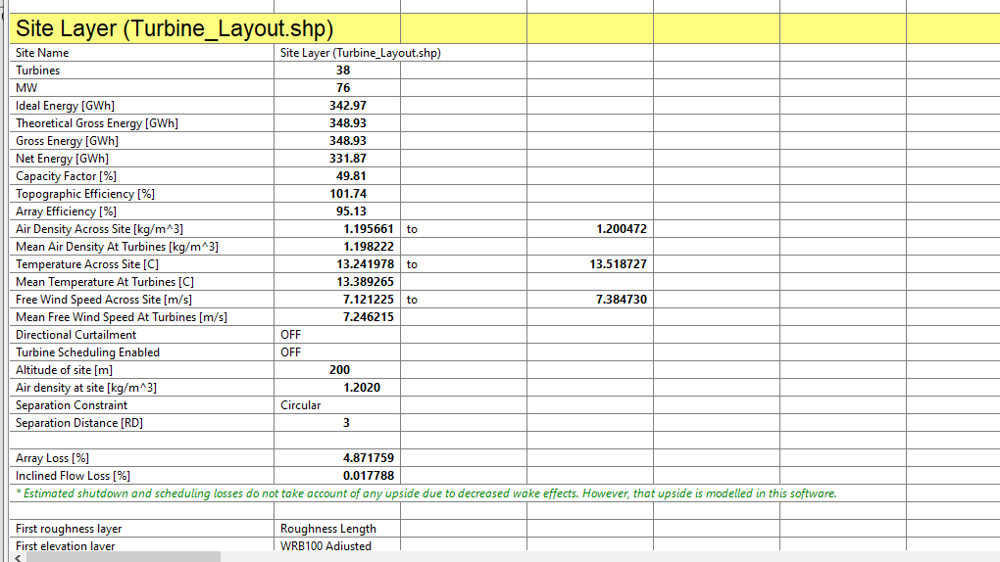 Site Layer (Turbine_Layout.shp)
Site Name Site Layer (Turbine_Layout.shp)
Turbines 38
MW 76
Ideal Energy [GWh] 342.97
Theoretical Gross Energy [GWh] 348.93
Gross Energy [GWh] 348.93
Net Energy [GWh] 331.87
Capacity Factor [%] 49.81
Topographic Efficiency [%] 101.74
Array Efficiency [%] 95.13
Air Density Across Site [kg/m^3] 1.195661 to 1.200472
Mean Air Density At Turbines [kg/m^3] 1.198222
Temperature Across Site [C] 13.241978 to 13.518727
Mean Temperature At Turbines [C] 13.389265
Free Wind Speed Across Site [m/s] 7.121225 to 7.384730
Mean Free Wind Speed At Turbines [m/s] 7.246215
Directional Curtailment OFF
Turbine Scheduling Enabled OFF
Altitude of site [m] 200
Air density at site [kg/m^3] 1.2020
Separation Constraint Circular
Separation Distance [RD] 3
Array Loss [%] 4.871759
Inclined Flow Loss [%] 0.017788
* Estimated shutdown and scheduling losses do not take account of any upside due to decreased wake effects. However, that upside is modelled in this software.
First roughness layer Roughness Length
First elevation layer WRB100 Adjusted